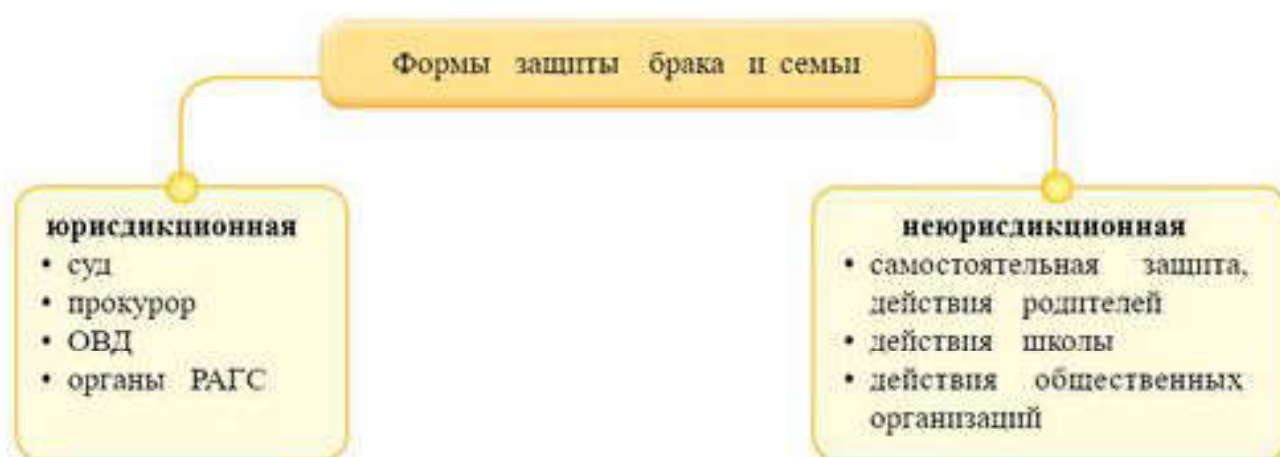 Формы защиты брака и семьи
юрисдикционная
• суд
• прокурор
• ОВД
• органы РАГС
неюрисдикционная
• самостоятельная защита,
действия родителей
• действия школы
• действия общественных
организаций